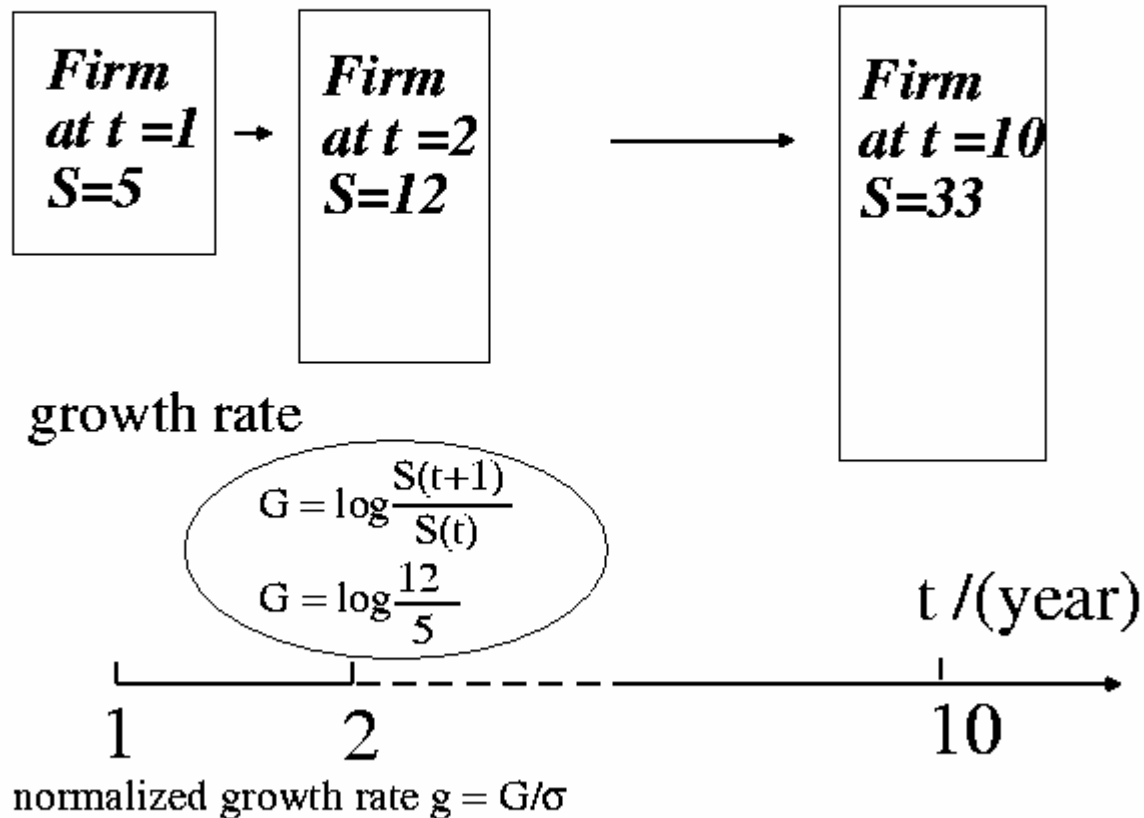 Firm
at t =1
S=5
Firm
at t =2
S=12
Firm
at t =10
S=33
growth rate
G = log S(t+1)/S(t)
G = log 12/5
t /(year)
1 2 10
normalized growth rate g = G/σ